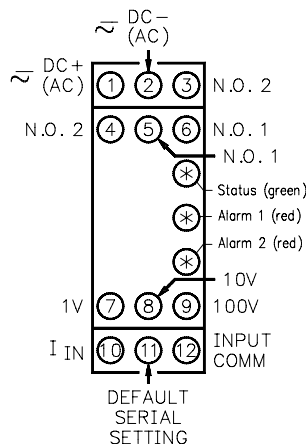 ⏦ DC-
(AC)
⏦ DC+
(AC)
1 2 3
N.O. 2
N.O. 2
4 5 6
N.O. 1
N.O. 1
* Status (green)
* Alarm 1 (red)
* Alarm 2 (red)
10V
1V
7 8 9
100V
I IN
10 11 12
INPUT
COMM
DEFAULT
SERIAL
SETTING